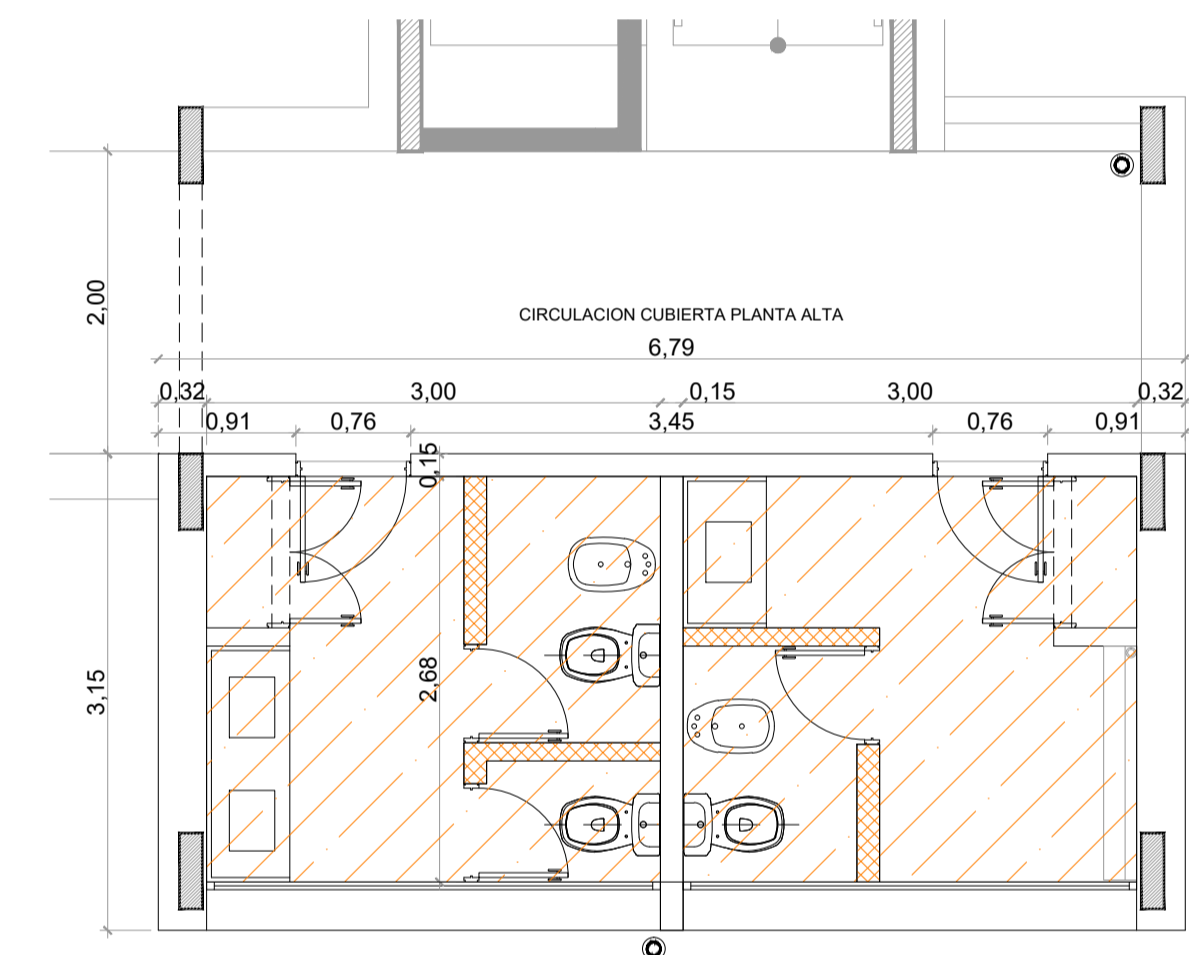 CIRCULACION CUBIERTA PLANTA ALTA
6,79
0,32 3,00 0,15 3,00 0,32
0,91 0,76 3,45 0,76 0,91
2,00
0,15
2,68
3,15